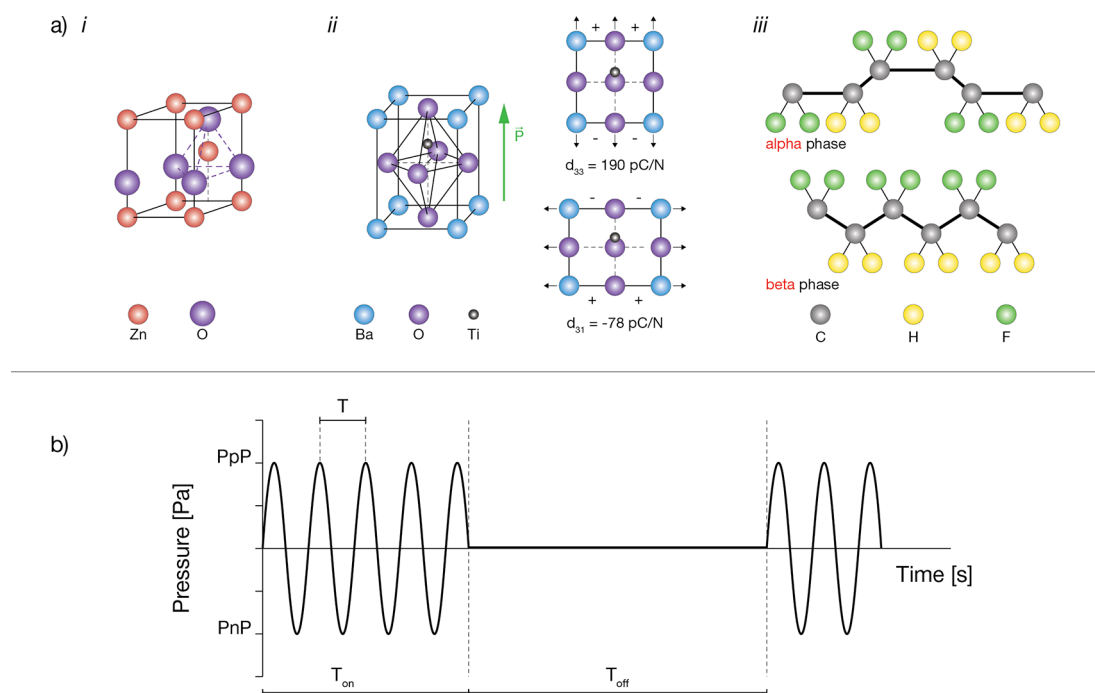 a) i
ii
iii
+ +
- -
d33 = 190 pC/N
P
- -
+ +
d31 = -78 pC/N
alpha phase
beta phase
Zn O
Ba O Ti
C H F
b)
T
PpP
Pressure [Pa]
PnP
Time [s]
Ton Toff